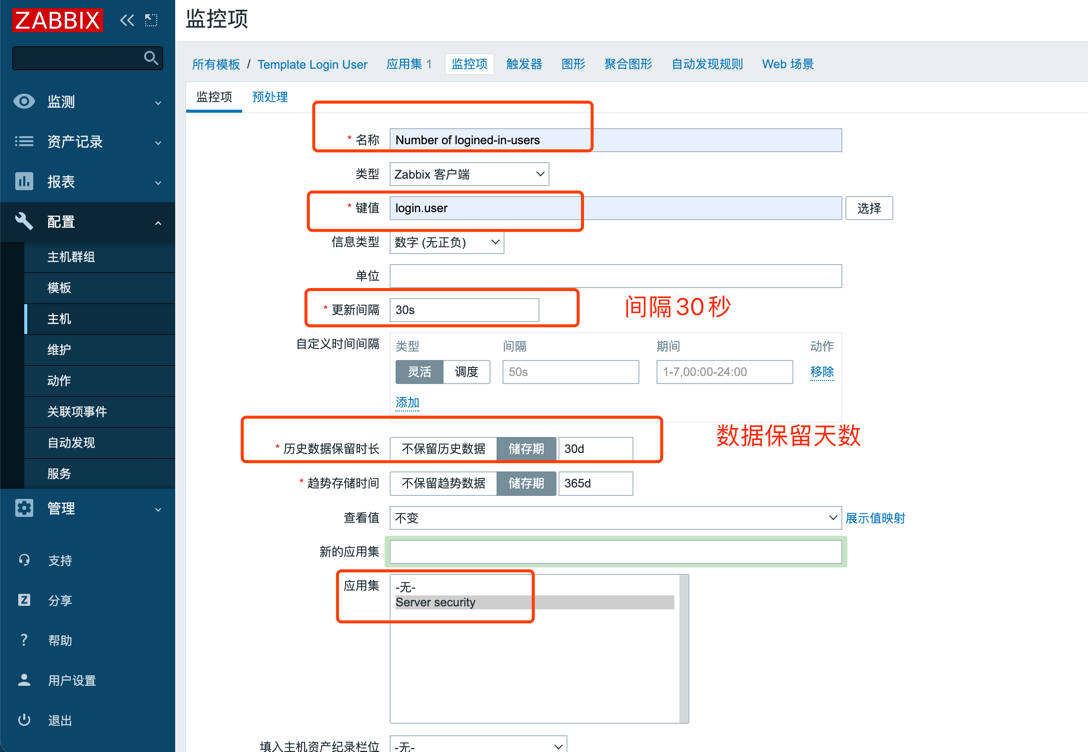 ZABBIX
监控项
所有模板 / Template Login User 应用集 1 监控项 触发器 图形 聚合图形 自动发现规则 Web 场景
监控项 预处理
监测
资产记录
报表
配置
主机群组
模板
主机
维护
动作
关联项事件
自动发现
服务
管理
支持
分享
帮助
用户设置
退出
* 名称 Number of logined-in-users
类型 Zabbix 客户端
* 键值 login.user 选择
信息类型 数字 (无正负)
单位
* 更新间隔 30s 间隔30秒
自定义时间间隔 类型 间隔 期间 动作
灵活 调度 50s 1-7,00:00-24:00 移除
添加
数据保留天数
* 历史数据保留时长 不保留历史数据 储存期 30d
* 趋势存储时间 不保留趋势数据 储存期 365d
查看值 不变 展示值映射
新的应用集
应用集 -无-
Server security
填入主机资产纪录栏位 -无-